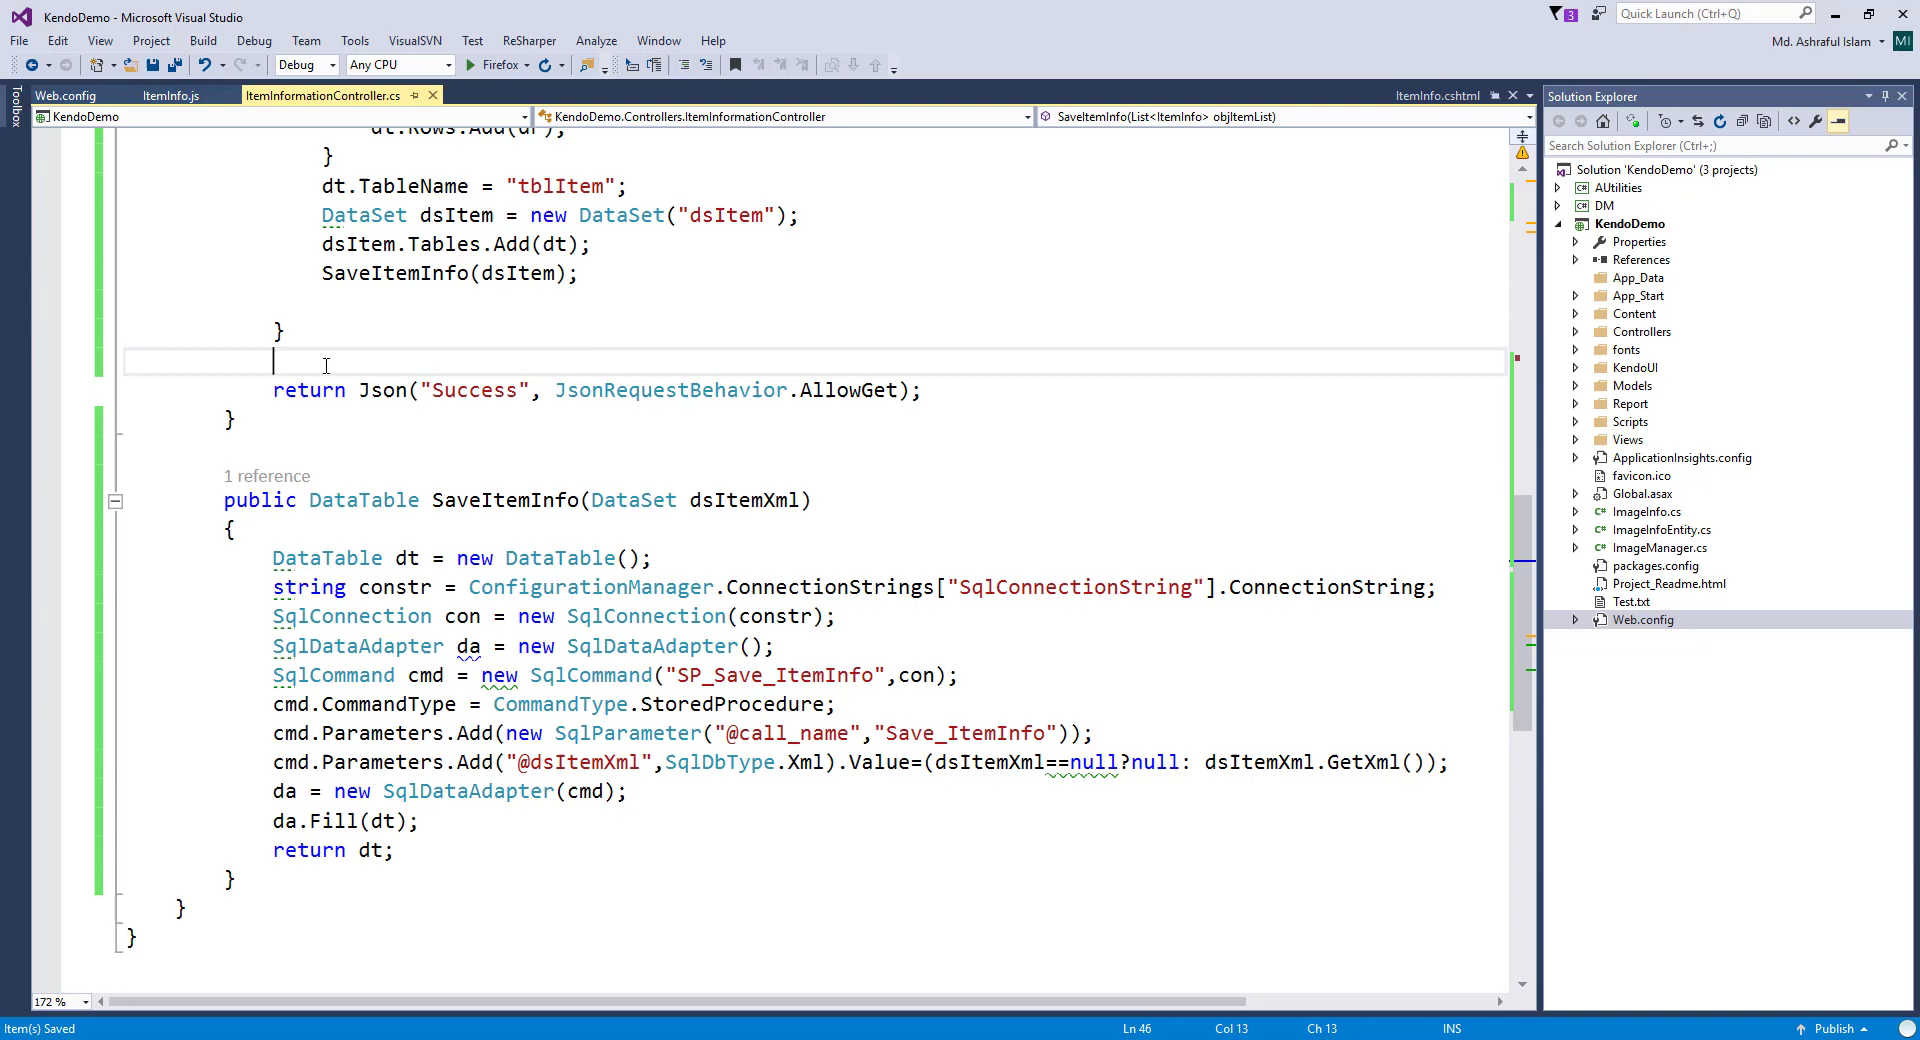 KendoDemo - Microsoft Visual Studio
3
Quick Launch (Ctrl+Q)
File Edit View Project Build Debug Team Tools VisualSVN Test ReSharper Analyze Window Help
Md. Ashraful Islam MI
Debug Any CPU Firefox
Toolbox
Web.config ItemInfo.js ItemInformationController.cs ItemInfo.cshtml
KendoDemo KendoDemo.Controllers.ItemInformationController SaveItemInfo(List<ItemInfo> objItemList)
dt.Rows.Add(dr);
}
dt.TableName = "tblItem";
DataSet dsItem = new DataSet("dsItem");
dsItem.Tables.Add(dt);
SaveItemInfo(dsItem);
}
return Json("Success", JsonRequestBehavior.AllowGet);
}
1 reference
public DataTable SaveItemInfo(DataSet dsItemXml)
{
DataTable dt = new DataTable();
string constr = ConfigurationManager.ConnectionStrings["SqlConnectionString"].ConnectionString;
SqlConnection con = new SqlConnection(constr);
SqlDataAdapter da = new SqlDataAdapter();
SqlCommand cmd = new SqlCommand("SP_Save_ItemInfo",con);
cmd.CommandType = CommandType.StoredProcedure;
cmd.Parameters.Add(new SqlParameter("@call_name","Save_ItemInfo"));
cmd.Parameters.Add("@dsItemXml",SqlDbType.Xml).Value=(dsItemXml==null?null: dsItemXml.GetXml());
da = new SqlDataAdapter(cmd);
da.Fill(dt);
return dt;
}
}
}
172 %
Solution Explorer
Search Solution Explorer (Ctrl+;)
Solution 'KendoDemo' (3 projects)
C# AUtilities
C# DM
KendoDemo
Properties
References
App_Data
App_Start
Content
Controllers
fonts
KendoUI
Models
Report
Scripts
Views
ApplicationInsights.config
favicon.ico
Global.asax
C# ImageInfo.cs
C# ImageInfoEntity.cs
C# ImageManager.cs
packages.config
Project_Readme.html
Test.txt
Web.config
Item(s) Saved Ln 46 Col 13 Ch 13 INS Publish